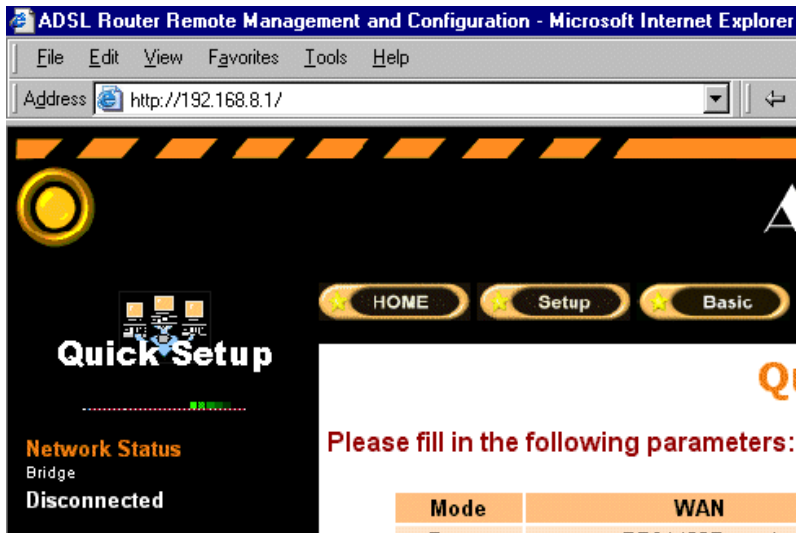 ADSL Router Remote Management and Configuration - Microsoft Internet Explorer
File Edit View Favorites Tools Help
Address http://192.168.8.1/
A
HOME Setup Basic
Quick Setup
Qu
Please fill in the following parameters:
Network Status
Bridge
Disconnected
Mode WAN